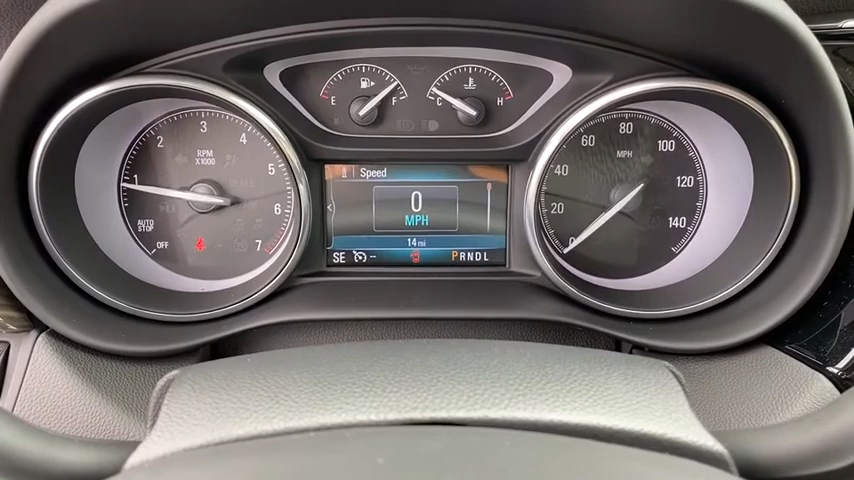 E F
C H
1
2
3
4
5
6
7
RPM
X1000
AUTO
STOP
OFF
Speed
0
MPH
14 mi
SE --
PRNDL
0
20
40
60
80
100
120
140
MPH